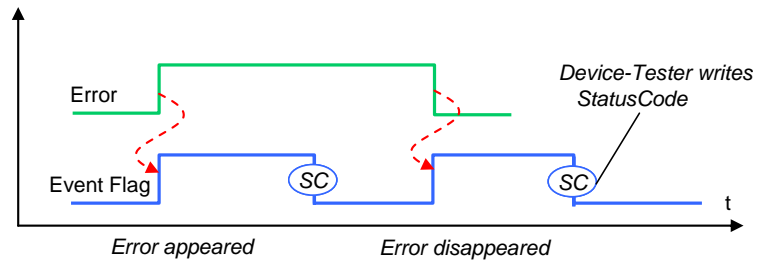 Device-Tester writes
StatusCode
Error
Event Flag
SC
SC
t
Error appeared
Error disappeared